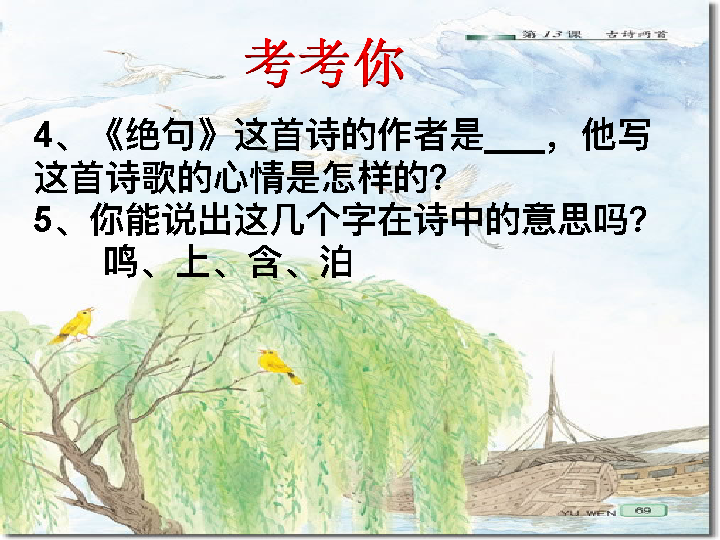 第13课 古诗两首
考考你
4、《绝句》这首诗的作者是___，他写
这首诗歌的心情是怎样的？
5、你能说出这几个字在诗中的意思吗？
鸣、上、含、泊
YU WEN 69